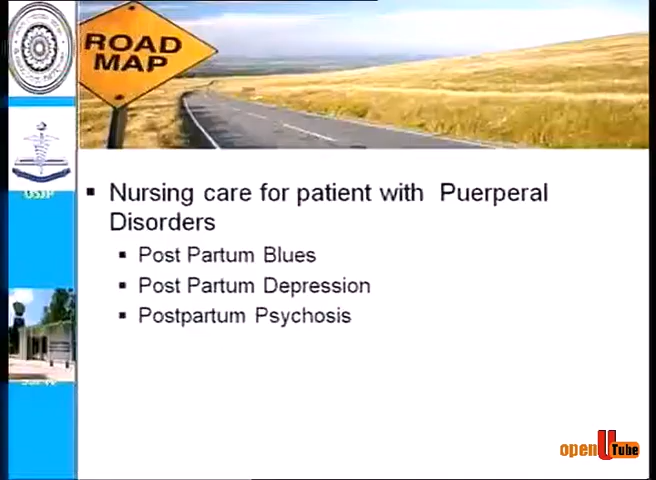 ROAD
MAP
Nursing care for patient with Puerperal
Disorders
Post Partum Blues
Post Partum Depression
Postpartum Psychosis
openUTube